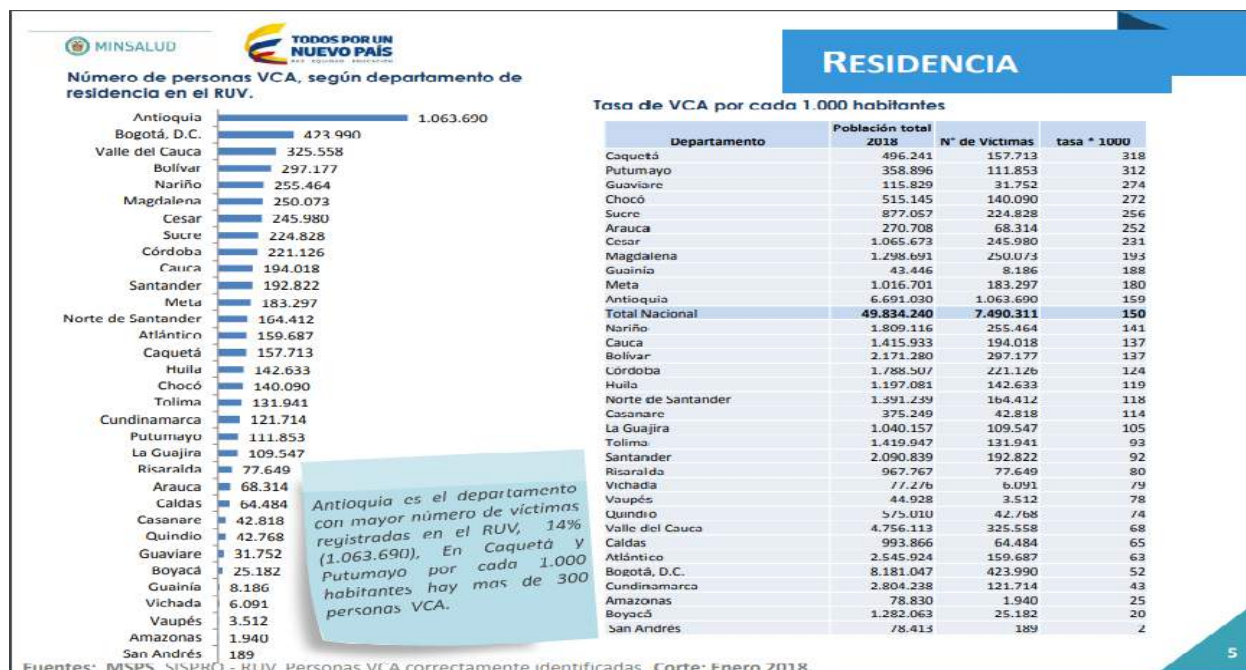 MINSALUD
TODOS POR UN
NUEVO PAÍS
PAZ EQUIDAD EDUCACIÓN
RESIDENCIA
Número de personas VCA, según departamento de
residencia en el RUV.
Antioquia 1.063.690
Bogotá, D.C. 423.990
Valle del Cauca 325.558
Bolívar 297.177
Nariño 255.464
Magdalena 250.073
Cesar 245.980
Sucre 224.828
Córdoba 221.126
Cauca 194.018
Santander 192.822
Meta 183.297
Norte de Santander 164.412
Atlántico 159.687
Caquetá 157.713
Huila 142.633
Chocó 140.090
Tolima 131.941
Cundinamarca 121.714
Putumayo 111.853
La Guajira 109.547
Risaralda 77.649
Arauca 68.314
Caldas 64.484
Casanare 42.818
Quindio 42.768
Guaviare 31.752
Boyacá 25.182
Guainía 8.186
Vichada 6.091
Vaupés 3.512
Amazonas 1.940
San Andrés 189
Antioquia es el departamento
con mayor número de víctimas
registradas en el RUV, 14%
(1.063.690), En Caquetá y
Putumayo por cada 1.000
habitantes hay mas de 300
personas VCA.
Tasa de VCA por cada 1.000 habitantes
Departamento Población total 2018 N° de Víctimas tasa * 1000
Caquetá 496.241 157.713 318
Putumayo 358.896 111.853 312
Guaviare 115.829 31.752 274
Chocó 515.145 140.090 272
Sucre 877.057 224.828 256
Arauca 270.708 68.314 252
Cesar 1.065.673 245.980 231
Magdalena 1.298.691 250.073 193
Guainía 43.446 8.186 188
Meta 1.016.701 183.297 180
Antioquia 6.691.030 1.063.690 159
Total Nacional 49.834.240 7.490.311 150
Nariño 1.809.116 255.464 141
Cauca 1.415.933 194.018 137
Bolívar 2.171.280 297.177 137
Córdoba 1.788.507 221.126 124
Huila 1.197.081 142.633 119
Norte de Santander 1.391.239 164.412 118
Casanare 375.249 42.818 114
La Guajira 1.040.157 109.547 105
Tolima 1.419.947 131.941 93
Santander 2.090.839 192.822 92
Risaralda 967.767 77.649 80
Vichada 77.276 6.091 79
Vaupés 44.928 3.512 78
Quindio 575.010 42.768 74
Valle del Cauca 4.756.113 325.558 68
Caldas 993.866 64.484 65
Atlántico 2.545.924 159.687 63
Bogotá, D.C. 8.181.047 423.990 52
Cundinamarca 2.804.238 121.714 43
Amazonas 78.830 1.940 25
Boyacá 1.282.063 25.182 20
San Andrés 78.413 189 2
Fuentes: MSPS, SISPRO - RUV. Personas VCA correctamente identificadas. Corte: Enero 2018
5